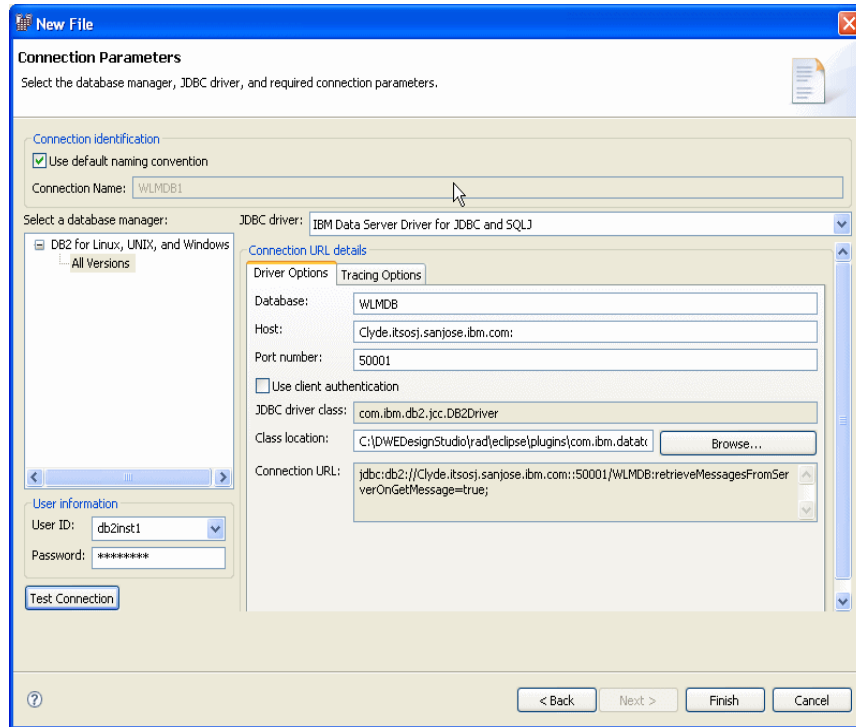 New File
Connection Parameters
Select the database manager, JDBC driver, and required connection parameters.
Connection identification
Use default naming convention
Connection Name: WLMDB1
Select a database manager:
DB2 for Linux, UNIX, and Windows
All Versions
User information
User ID: db2inst1
Password: ********
Test Connection
JDBC driver: IBM Data Server Driver for JDBC and SQLJ
Connection URL details
Driver Options Tracing Options
Database: WLMDB
Host: Clyde.itsosj.sanjose.ibm.com:
Port number: 50001
Use client authentication
JDBC driver class: com.ibm.db2.jcc.DB2Driver
Class location: C:\DWEDesignStudio\rad\eclipse\plugins\com.ibm.datat Browse...
Connection URL: jdbc:db2://Clyde.itsosj.sanjose.ibm.com::50001/WLMDB:retrieveMessagesFromSer
verOnGetMessage=true;
< Back Next > Finish Cancel